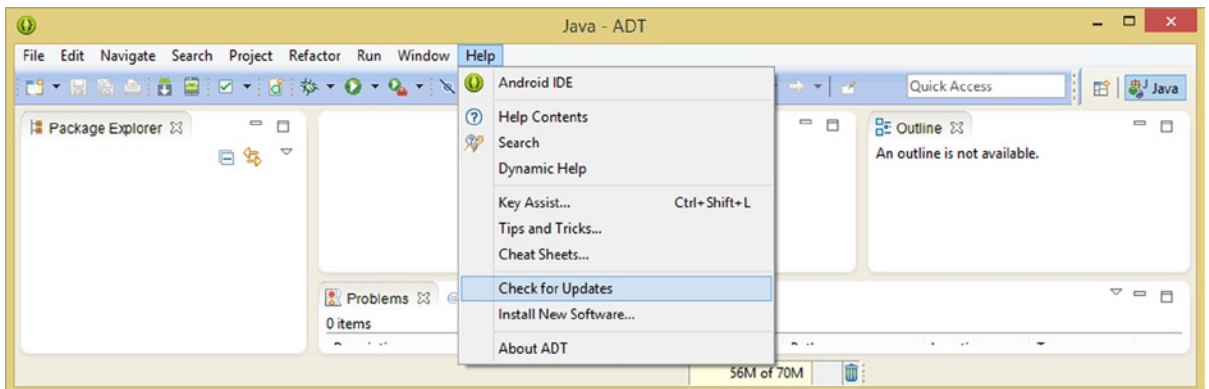 Java - ADT
File Edit Navigate Search Project Refactor Run Window Help
Quick Access
Java
Android IDE
Help Contents
Search
Dynamic Help
Key Assist... Ctrl+Shift+L
Tips and Tricks...
Cheat Sheets...
Check for Updates
Install New Software...
About ADT
Package Explorer
Outline
An outline is not available.
Problems @
0 items
56M of 70M